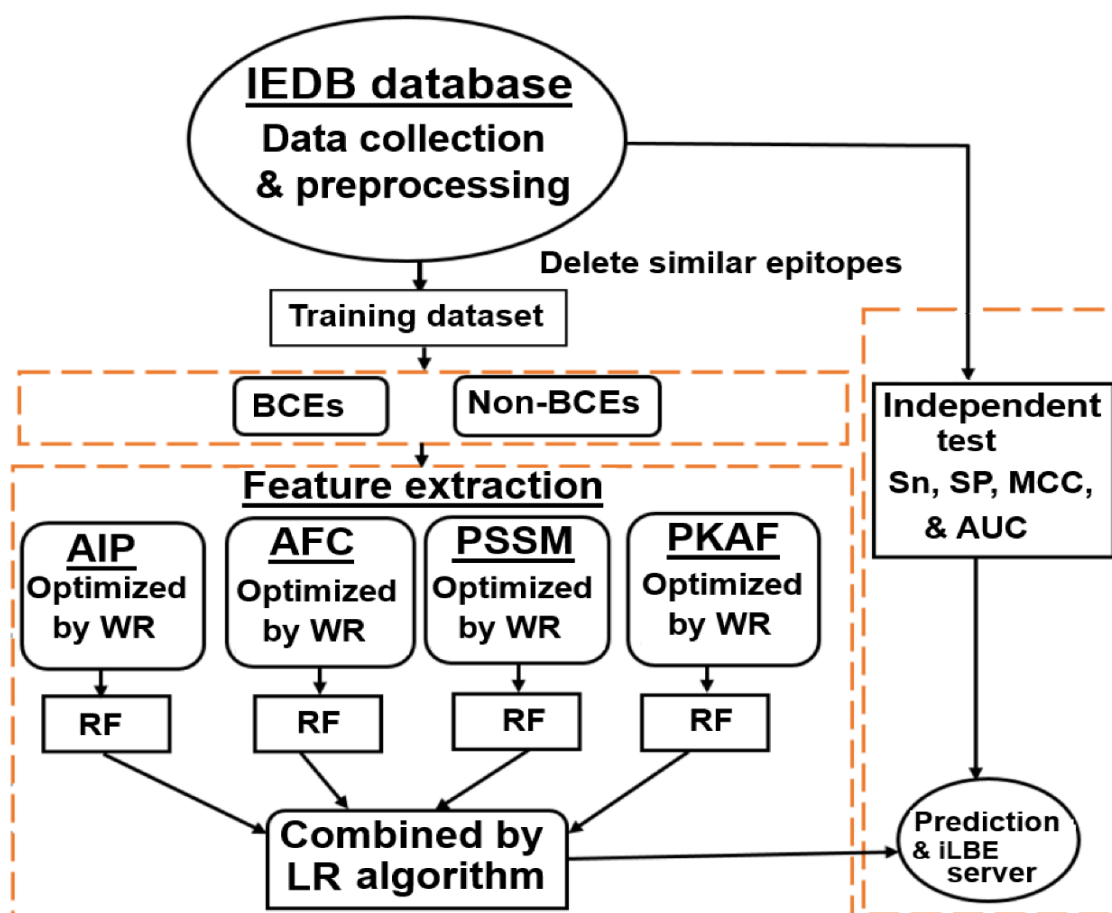 IEDB database
Data collection
& preprocessing
Delete similar epitopes
Training dataset
BCEs
Non-BCEs
Feature extraction
AIP
Optimized
by WR
AFC
Optimized
by WR
PSSM
Optimized
by WR
PKAF
Optimized
by WR
RF
RF
RF
RF
Combined by
LR algorithm
Independent
test
Sn, SP, MCC,
& AUC
Prediction
& iLBE
server